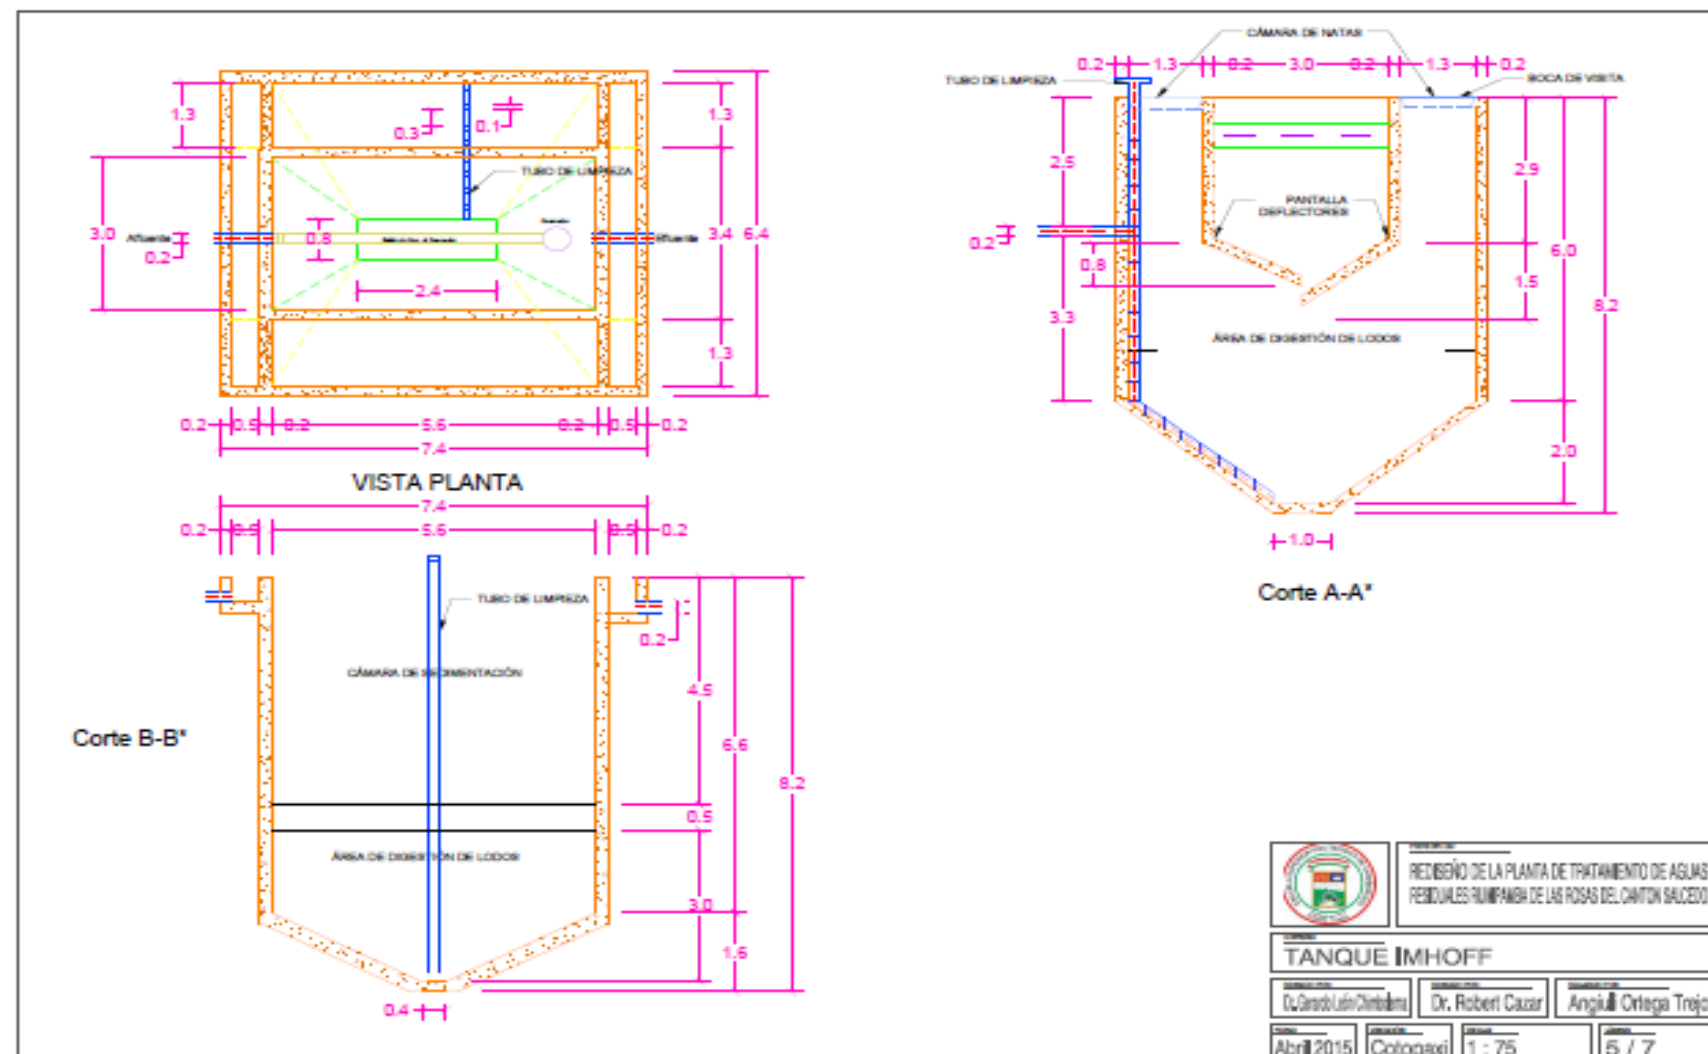 1.3
0.3
0.1
1.3
TUBO DE LIMPIEZA
3.0
Afluente
0.2
0.8
Efluente
3.4
6.4
2.4
1.3
0.2
0.5
0.2
5.6
0.2
0.5
0.2
7.4
VISTA PLANTA
7.4
0.2
0.5
5.6
0.5
0.2
TUBO DE LIMPIEZA
0.2
CÁMARA DE SEDIMENTACIÓN
4.5
Corte B-B"
6.6
8.2
0.5
ÁREA DE DIGESTIÓN DE LODOS
3.0
1.6
0.4
CÁMARA DE NATAS
0.2
1.3
0.2
3.0
0.2
1.3
0.2
TUBO DE LIMPIEZA
BOCA DE VISITA
2.5
2.9
PANTALLA
DEFLECTORES
0.2
0.8
6.0
1.5
8.2
3.3
ÁREA DE DIGESTIÓN DE LODOS
2.0
1.0
Corte A-A"
REDISEÑO DE LA PLANTA DE TRATAMIENTO DE AGUAS
RESIDUALES RUMIPAMBA DE LAS ROSAS DEL CANTON SALCEDO
TANQUE IMHOFF
Dr. Robert Cazar
Angiulli Ortega Trejo
Abril 2015
Cotopaxi
1 : 75
5 / 7